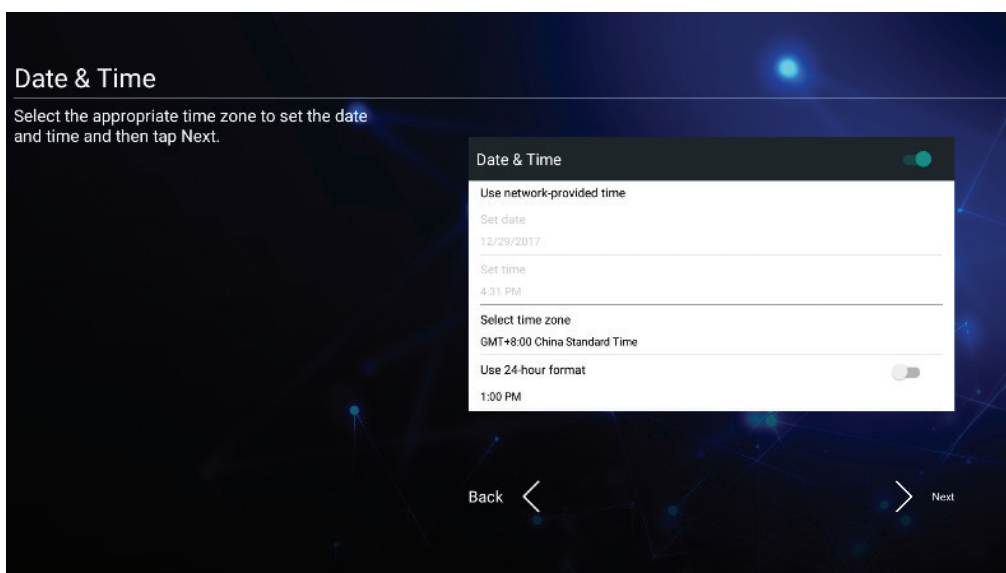 Date & Time
Select the appropriate time zone to set the date
and time and then tap Next.
Date & Time
Use network-provided time
Set date
12/29/2017
Set time
4:31 PM
Select time zone
GMT+8:00 China Standard Time
Use 24-hour format
1:00 PM
Back
Next